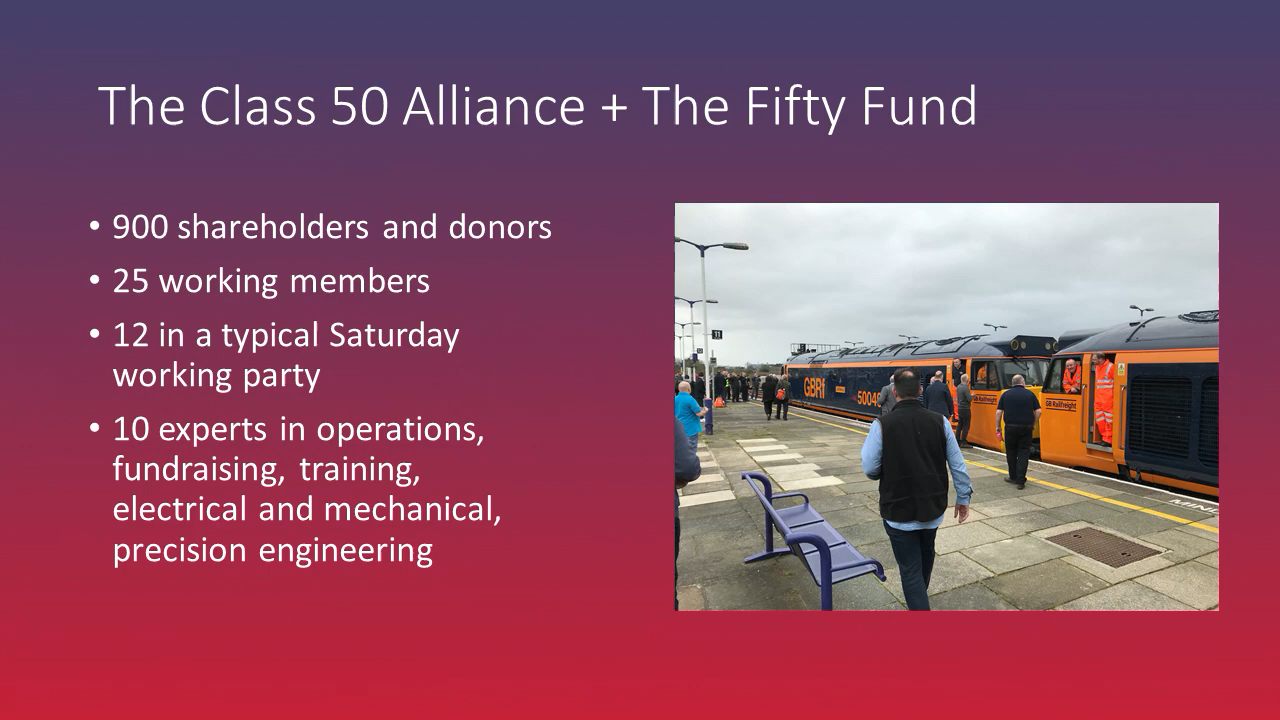 The Class 50 Alliance + The Fifty Fund
• 900 shareholders and donors
• 25 working members
• 12 in a typical Saturday
working party
• 10 experts in operations,
fundraising, training,
electrical and mechanical,
precision engineering
11
GBRf
GB Railfreight
GB Railfreight